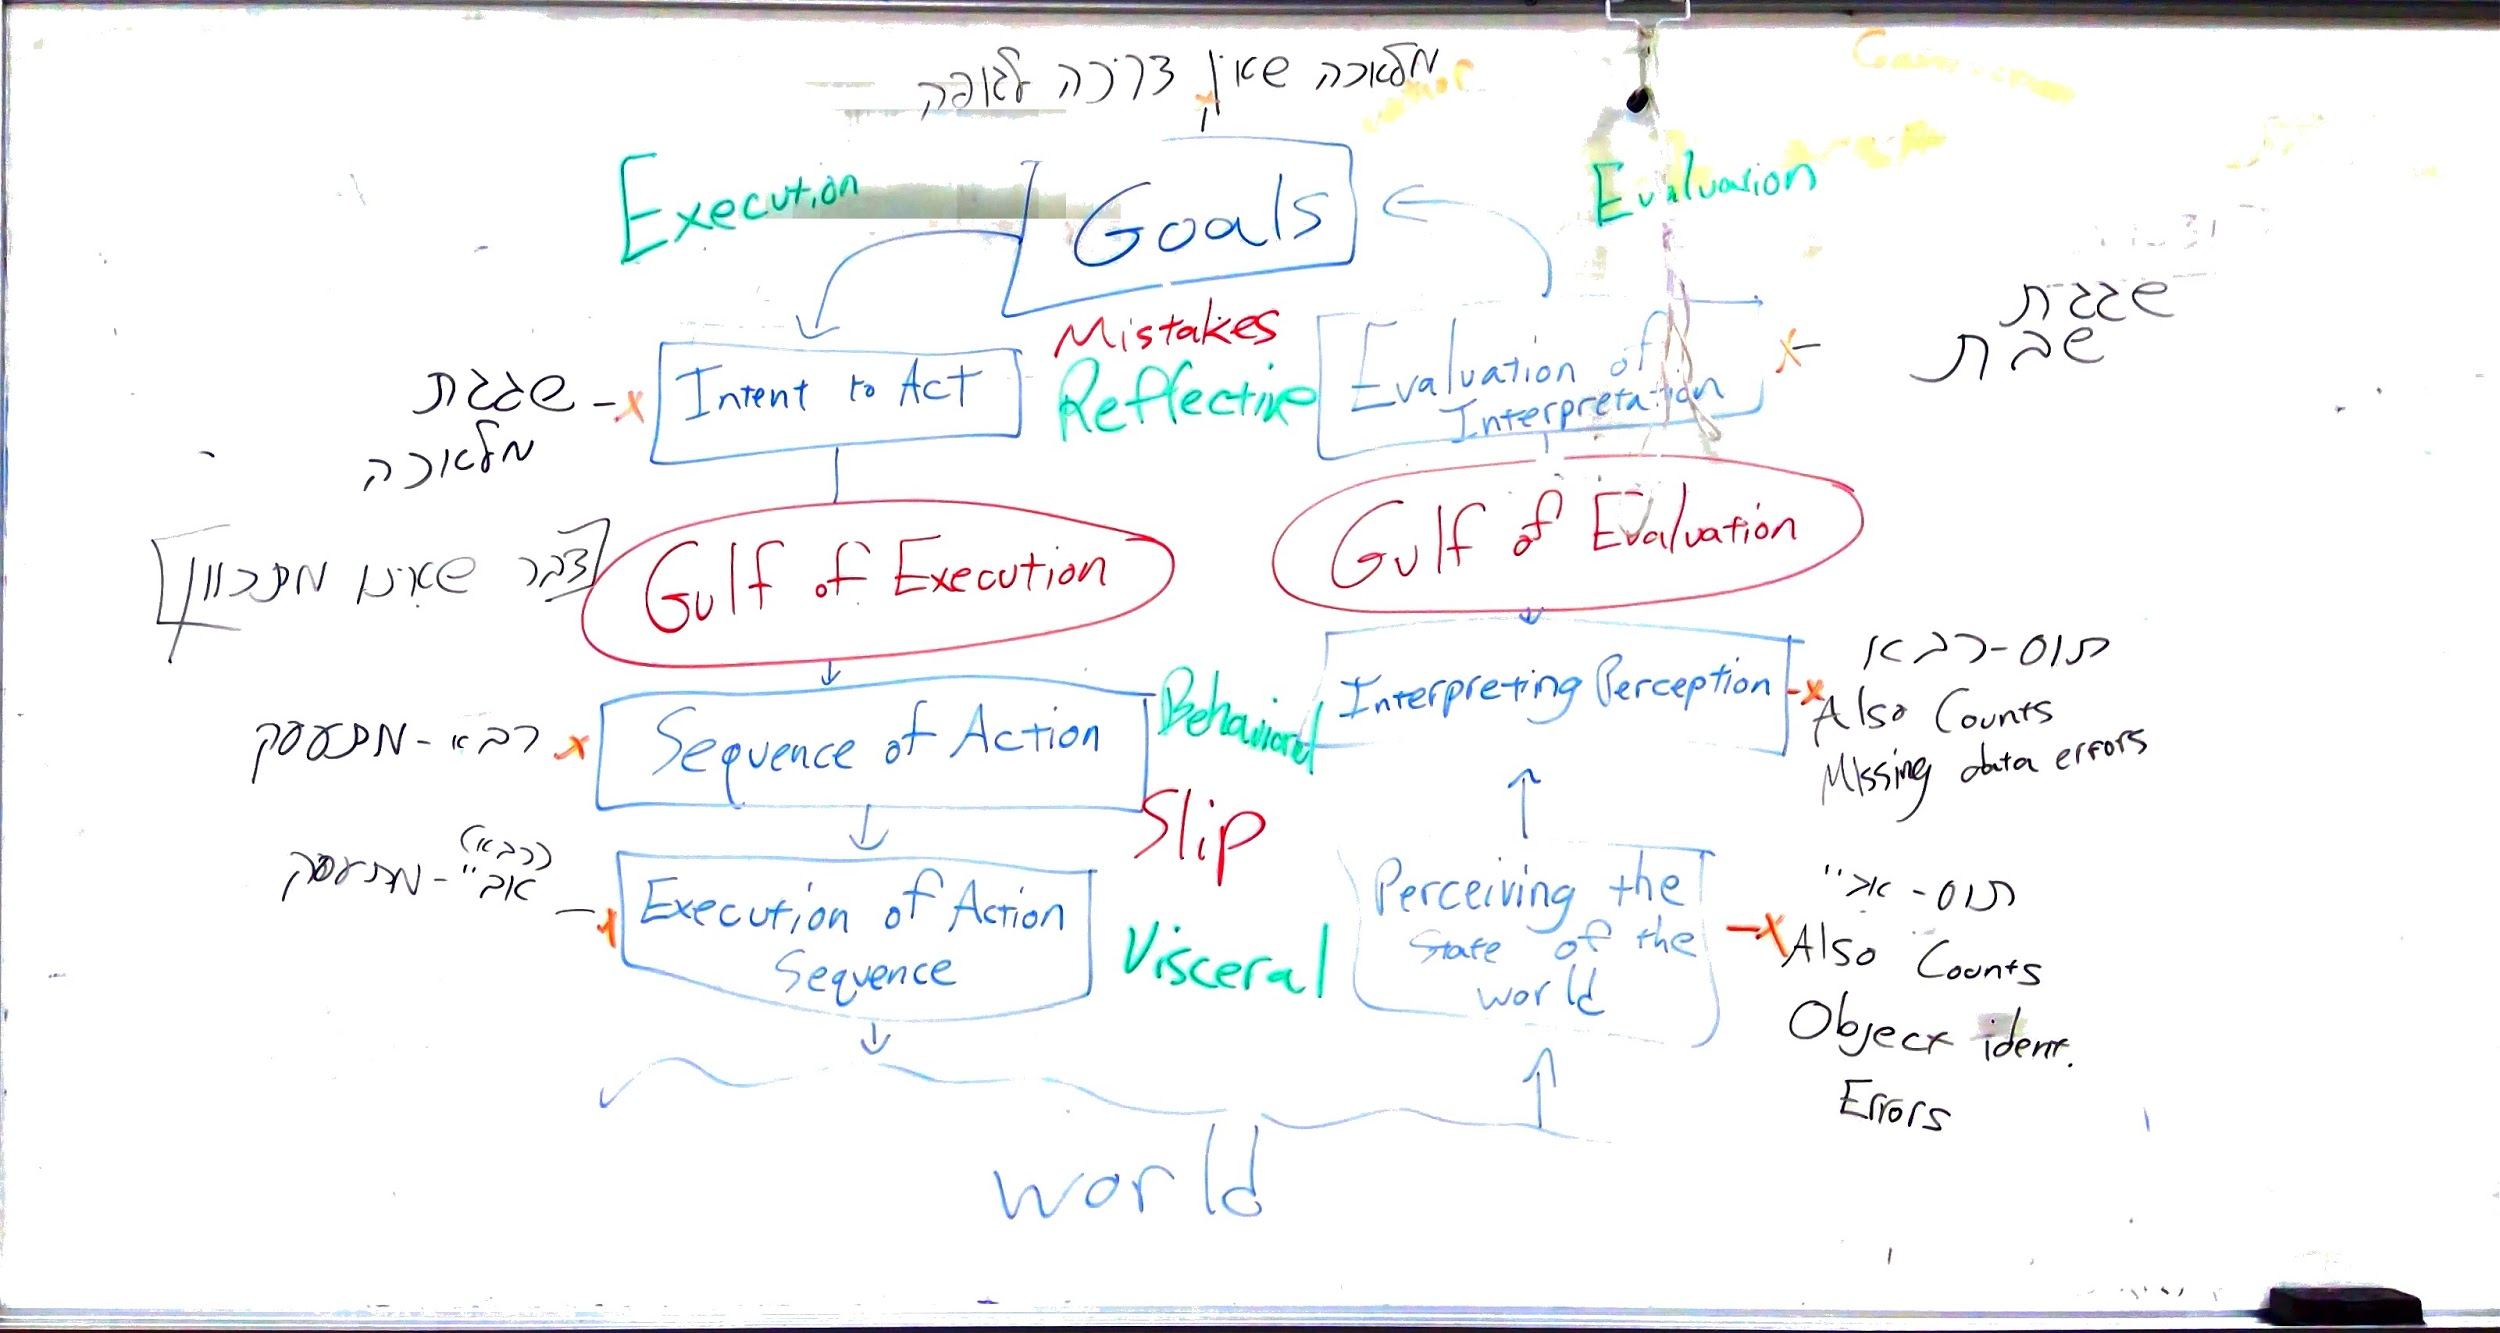 מלאכה שאין צריכה לגופה
Execution
Goals
Evaluation
Mistakes
שגגת
שבת
Intent to Act
Reflective
Evaluation of
Interpretation
שגגת
מלאכה
Gulf of Execution
Gulf of Evaluation
דבר שאינו מתכוון
Sequence of Action
Behavioral
Interpreting Perception
תוס-רבא
Also Counts
Missing data errors
רבא-מתעסק
Slip
(רבא)
אביי-מתעסק
Execution of Action
Sequence
Visceral
Perceiving the
State of the
world
תוס-אביי
Also Counts
Object ident.
Errors
world